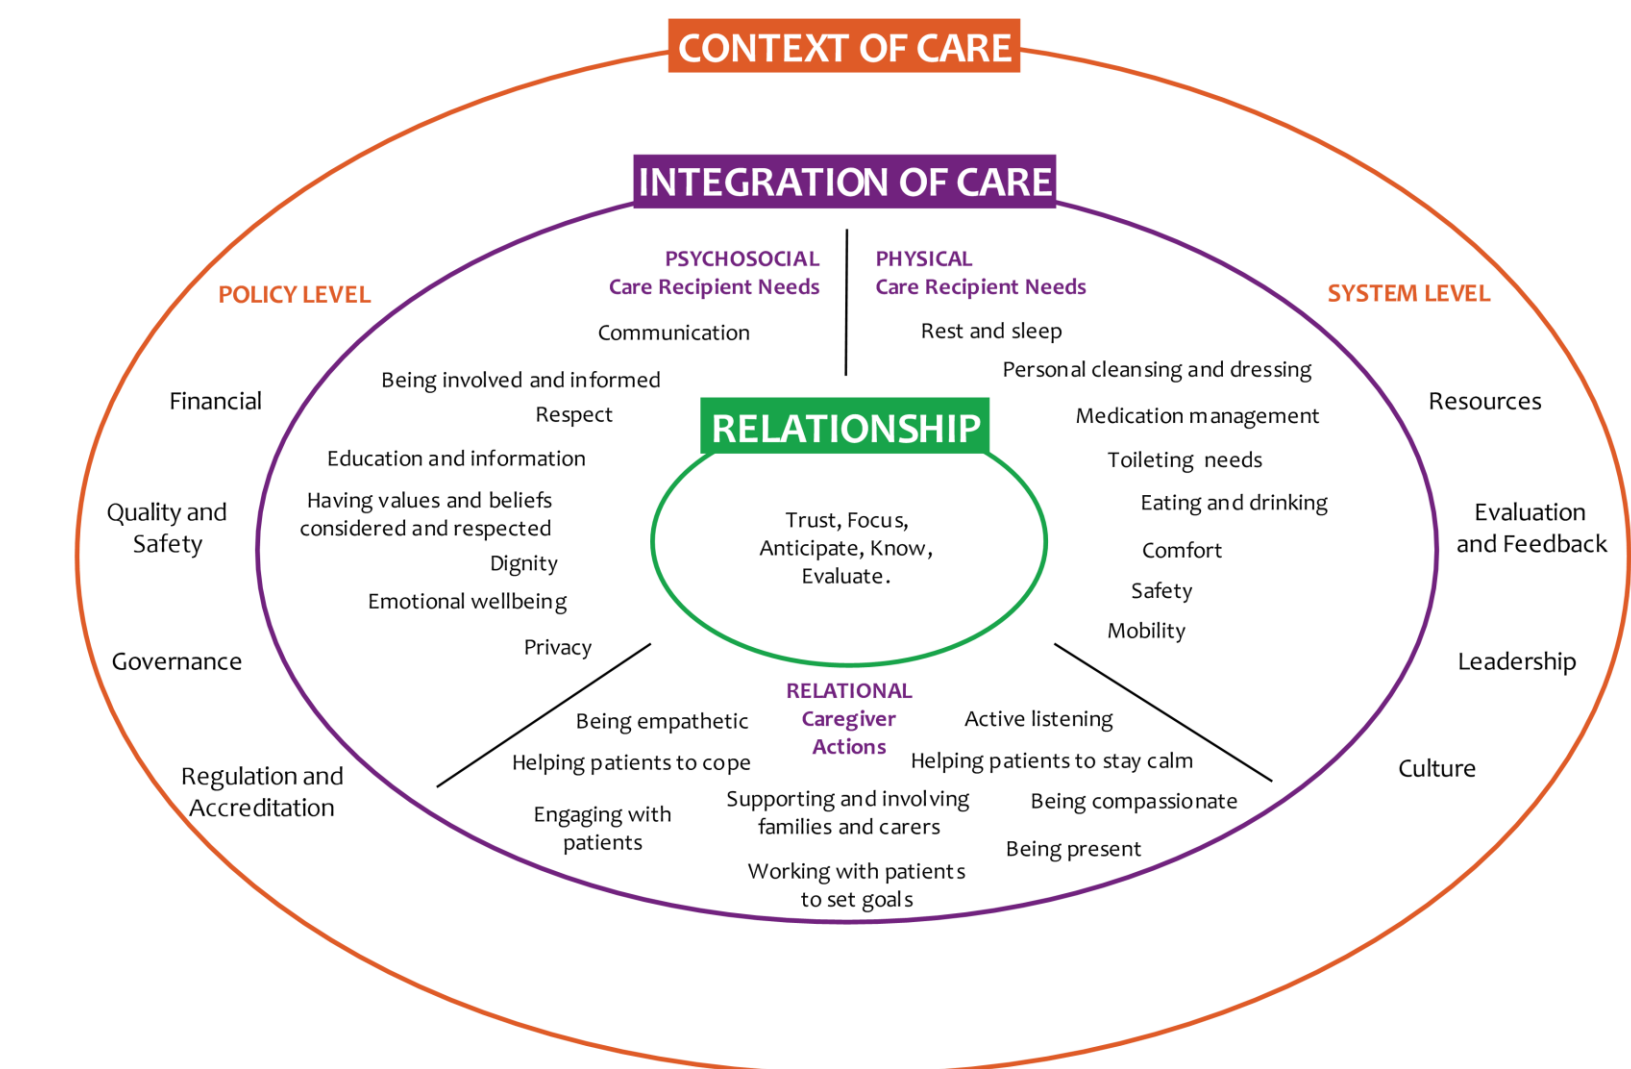 CONTEXT OF CARE
INTEGRATION OF CARE
POLICY LEVEL
Financial
Quality and
Safety
Governance
Regulation and
Accreditation
PSYCHOSOCIAL
Care Recipient Needs
Communication
Being involved and informed
Respect
Education and information
Having values and beliefs
considered and respected
Dignity
Emotional wellbeing
Privacy
PHYSICAL
Care Recipient Needs
Rest and sleep
Personal cleansing and dressing
Medication management
Toileting needs
Eating and drinking
Comfort
Safety
Mobility
RELATIONSHIP
Trust, Focus,
Anticipate, Know,
Evaluate.
RELATIONAL
Caregiver
Actions
Being empathetic
Helping patients to cope
Engaging with
patients
Supporting and involving
families and carers
Working with patients
to set goals
Active listening
Helping patients to stay calm
Being compassionate
Being present
SYSTEM LEVEL
Resources
Evaluation
and Feedback
Leadership
Culture